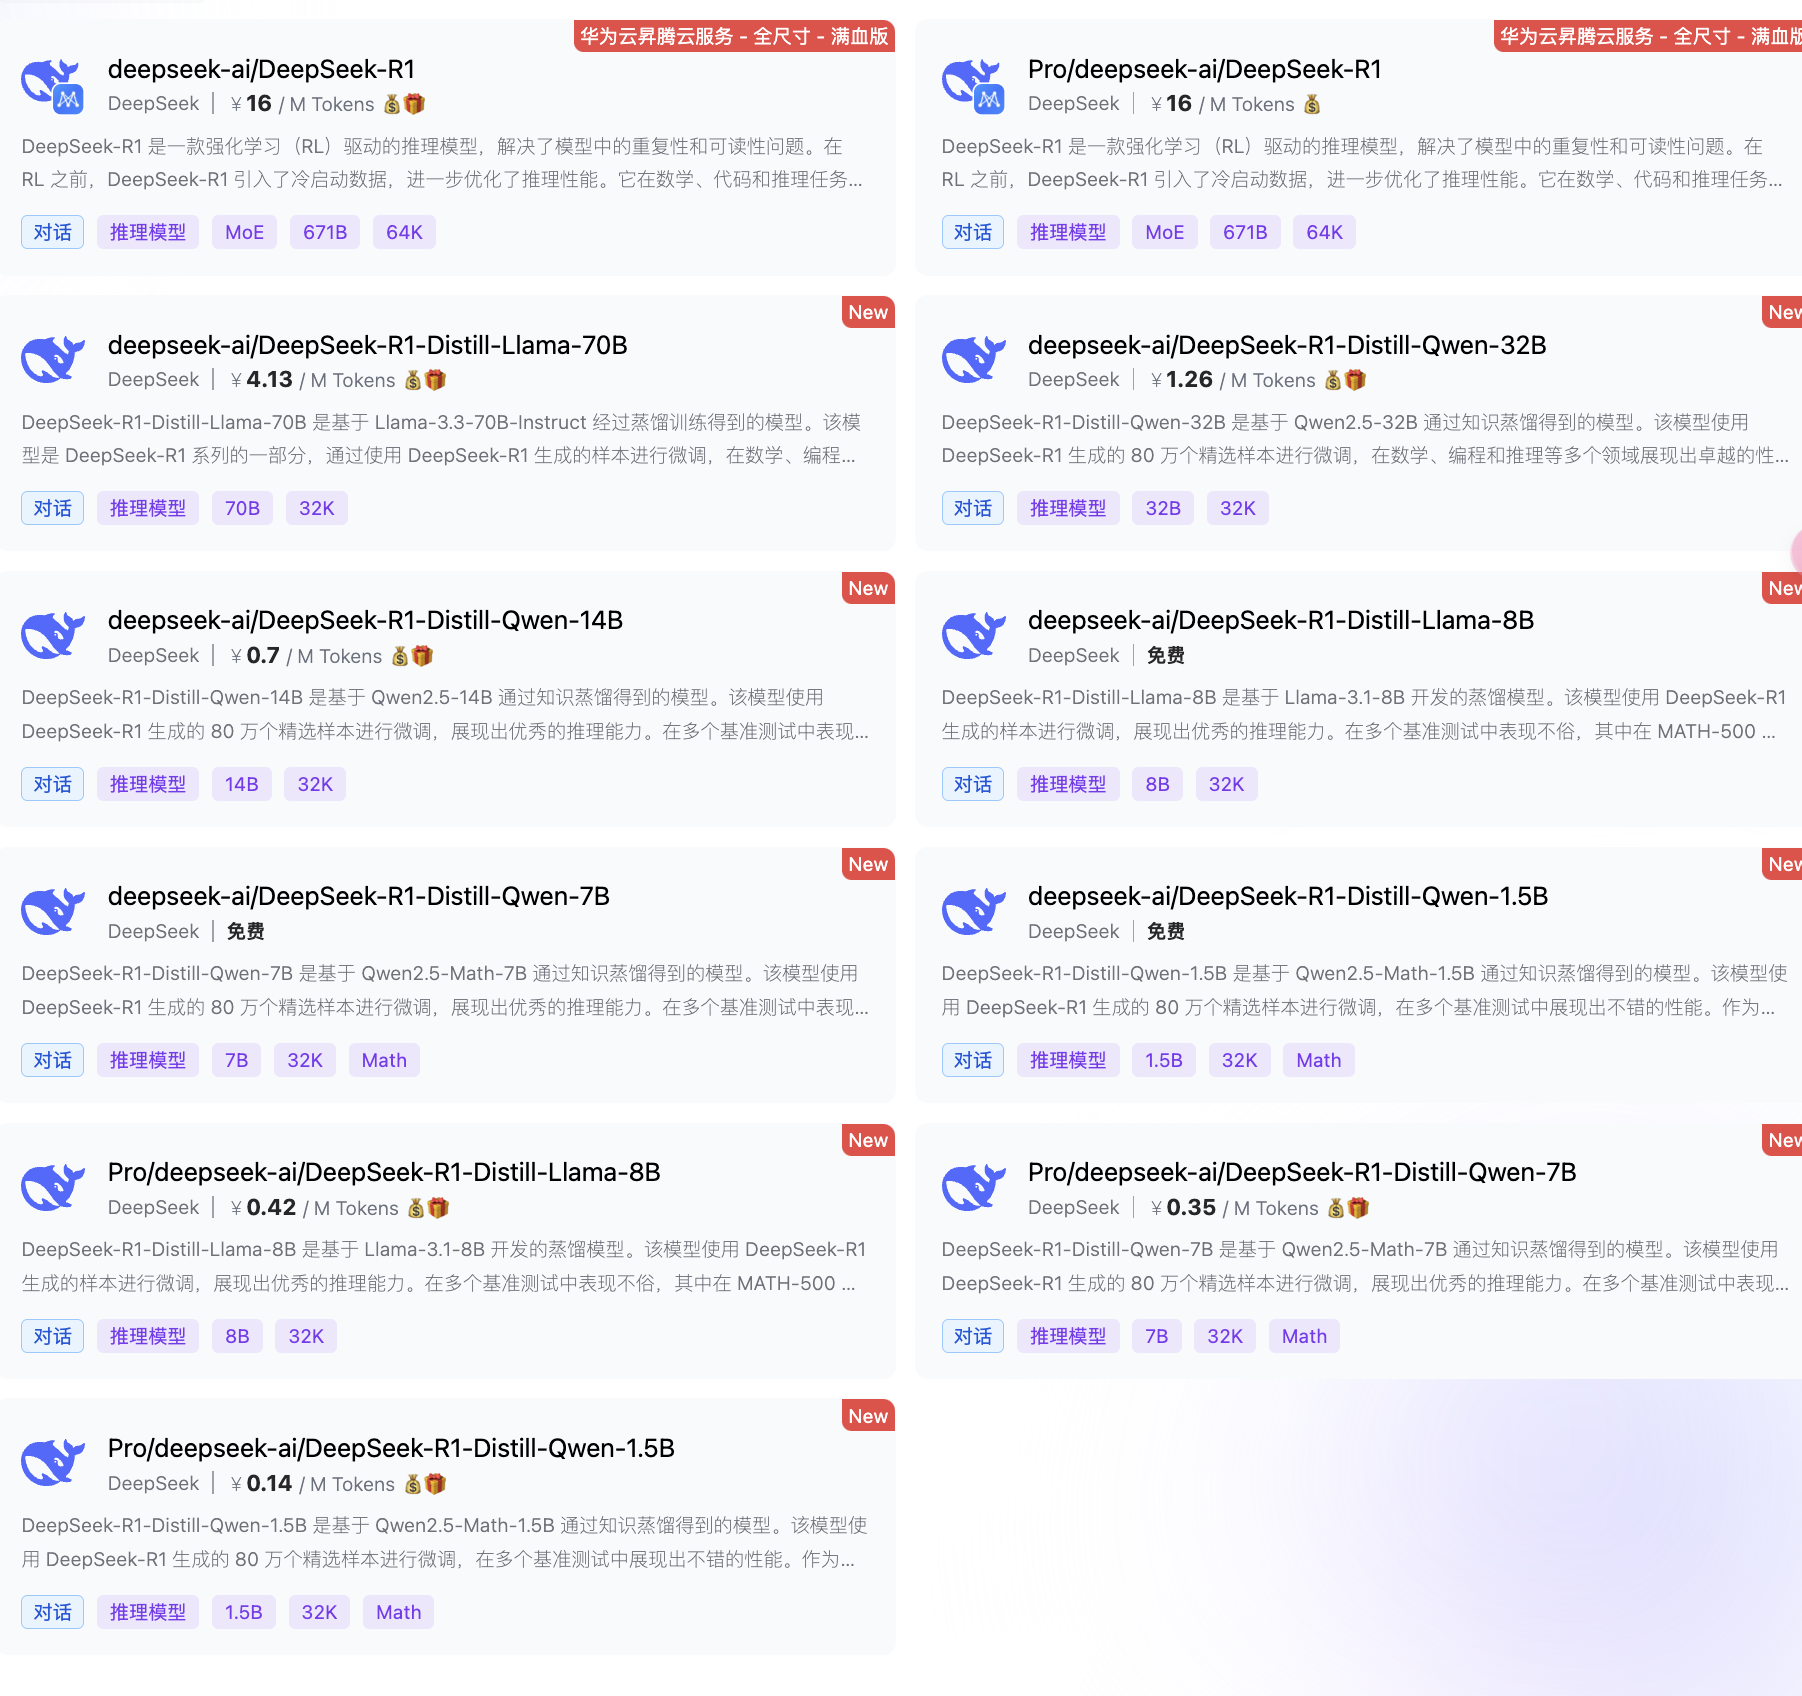 华为云昇腾云服务 - 全尺寸 - 满血版
deepseek-ai/DeepSeek-R1
DeepSeek | ¥ 16 / M Tokens 💰🎁
DeepSeek-R1 是一款强化学习（RL）驱动的推理模型，解决了模型中的重复性和可读性问题。在
RL 之前，DeepSeek-R1 引入了冷启动数据，进一步优化了推理性能。它在数学、代码和推理任务...
对话 推理模型 MoE 671B 64K
华为云昇腾云服务 - 全尺寸 - 满血版
Pro/deepseek-ai/DeepSeek-R1
DeepSeek | ¥ 16 / M Tokens 💰
DeepSeek-R1 是一款强化学习（RL）驱动的推理模型，解决了模型中的重复性和可读性问题。在
RL 之前，DeepSeek-R1 引入了冷启动数据，进一步优化了推理性能。它在数学、代码和推理任务...
对话 推理模型 MoE 671B 64K
New
deepseek-ai/DeepSeek-R1-Distill-Llama-70B
DeepSeek | ¥ 4.13 / M Tokens 💰🎁
DeepSeek-R1-Distill-Llama-70B 是基于 Llama-3.3-70B-Instruct 经过蒸馏训练得到的模型。该模
型是 DeepSeek-R1 系列的一部分，通过使用 DeepSeek-R1 生成的样本进行微调，在数学、编程...
对话 推理模型 70B 32K
New
deepseek-ai/DeepSeek-R1-Distill-Qwen-32B
DeepSeek | ¥ 1.26 / M Tokens 💰🎁
DeepSeek-R1-Distill-Qwen-32B 是基于 Qwen2.5-32B 通过知识蒸馏得到的模型。该模型使用
DeepSeek-R1 生成的 80 万个精选样本进行微调，在数学、编程和推理等多个领域展现出卓越的性...
对话 推理模型 32B 32K
New
deepseek-ai/DeepSeek-R1-Distill-Qwen-14B
DeepSeek | ¥ 0.7 / M Tokens 💰🎁
DeepSeek-R1-Distill-Qwen-14B 是基于 Qwen2.5-14B 通过知识蒸馏得到的模型。该模型使用
DeepSeek-R1 生成的 80 万个精选样本进行微调，展现出优秀的推理能力。在多个基准测试中表现...
对话 推理模型 14B 32K
New
deepseek-ai/DeepSeek-R1-Distill-Llama-8B
DeepSeek | 免费
DeepSeek-R1-Distill-Llama-8B 是基于 Llama-3.1-8B 开发的蒸馏模型。该模型使用 DeepSeek-R1
生成的样本进行微调，展现出优秀的推理能力。在多个基准测试中表现不俗，其中在 MATH-500 ...
对话 推理模型 8B 32K
New
deepseek-ai/DeepSeek-R1-Distill-Qwen-7B
DeepSeek | 免费
DeepSeek-R1-Distill-Qwen-7B 是基于 Qwen2.5-Math-7B 通过知识蒸馏得到的模型。该模型使用
DeepSeek-R1 生成的 80 万个精选样本进行微调，展现出优秀的推理能力。在多个基准测试中表现...
对话 推理模型 7B 32K Math
New
deepseek-ai/DeepSeek-R1-Distill-Qwen-1.5B
DeepSeek | 免费
DeepSeek-R1-Distill-Qwen-1.5B 是基于 Qwen2.5-Math-1.5B 通过知识蒸馏得到的模型。该模型使
用 DeepSeek-R1 生成的 80 万个精选样本进行微调，在多个基准测试中展现出不错的性能。作为...
对话 推理模型 1.5B 32K Math
New
Pro/deepseek-ai/DeepSeek-R1-Distill-Llama-8B
DeepSeek | ¥ 0.42 / M Tokens 💰🎁
DeepSeek-R1-Distill-Llama-8B 是基于 Llama-3.1-8B 开发的蒸馏模型。该模型使用 DeepSeek-R1
生成的样本进行微调，展现出优秀的推理能力。在多个基准测试中表现不俗，其中在 MATH-500 ...
对话 推理模型 8B 32K
New
Pro/deepseek-ai/DeepSeek-R1-Distill-Qwen-7B
DeepSeek | ¥ 0.35 / M Tokens 💰🎁
DeepSeek-R1-Distill-Qwen-7B 是基于 Qwen2.5-Math-7B 通过知识蒸馏得到的模型。该模型使用
DeepSeek-R1 生成的 80 万个精选样本进行微调，展现出优秀的推理能力。在多个基准测试中表现...
对话 推理模型 7B 32K Math
New
Pro/deepseek-ai/DeepSeek-R1-Distill-Qwen-1.5B
DeepSeek | ¥ 0.14 / M Tokens 💰🎁
DeepSeek-R1-Distill-Qwen-1.5B 是基于 Qwen2.5-Math-1.5B 通过知识蒸馏得到的模型。该模型使
用 DeepSeek-R1 生成的 80 万个精选样本进行微调，在多个基准测试中展现出不错的性能。作为...
对话 推理模型 1.5B 32K Math